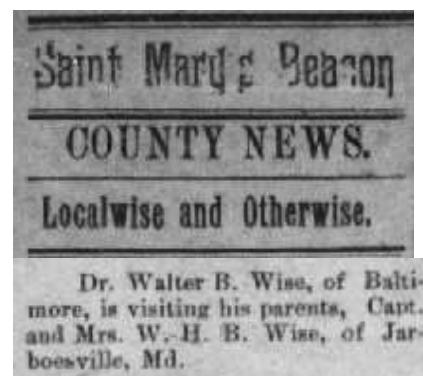 Saint Mary's Beacon
COUNTY NEWS.
Localwise and Otherwise.
Dr. Walter B. Wise, of Balti-
more, is visiting his parents, Capt.
and Mrs. W. H. B. Wise, of Jar-
boesville, Md.